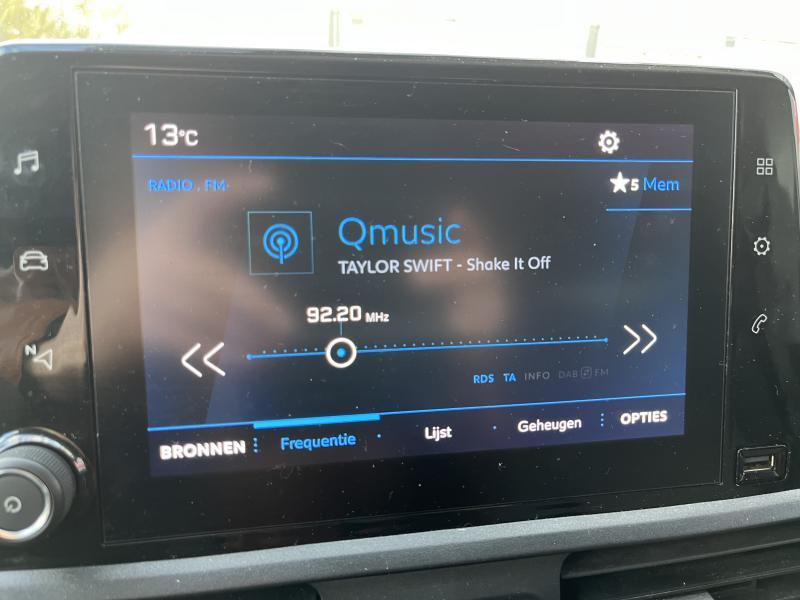 13°C
RADIO . FM
★5 Mem
Qmusic
TAYLOR SWIFT - Shake It Off
92.20 MHz
RDS TA INFO DAB FM
BRONNEN Frequentie Lijst Geheugen OPTIES
N